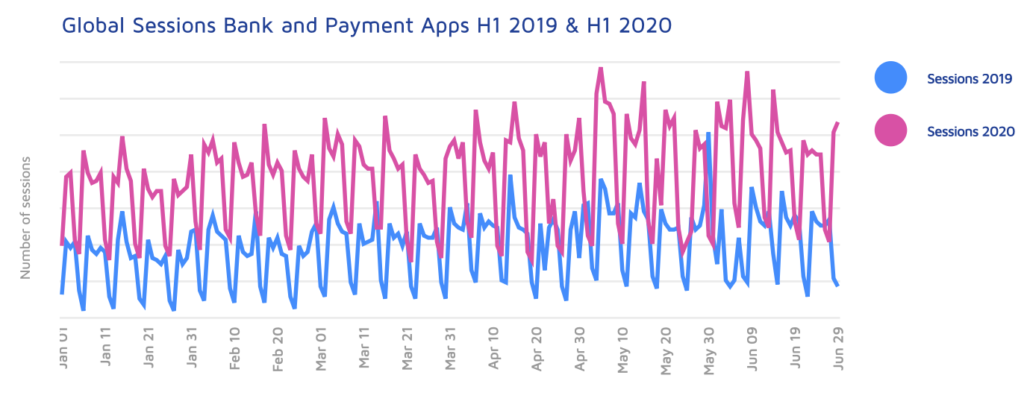 Global Sessions Bank and Payment Apps H1 2019 & H1 2020
Sessions 2019
Sessions 2020
Number of sessions
Jan 01
Jan 11
Jan 21
Jan 31
Feb 10
Feb 20
Mar 01
Mar 11
Mar 21
Mar 31
Apr 10
Apr 20
Apr 30
May 10
May 20
May 30
Jun 09
Jun 19
Jun 29